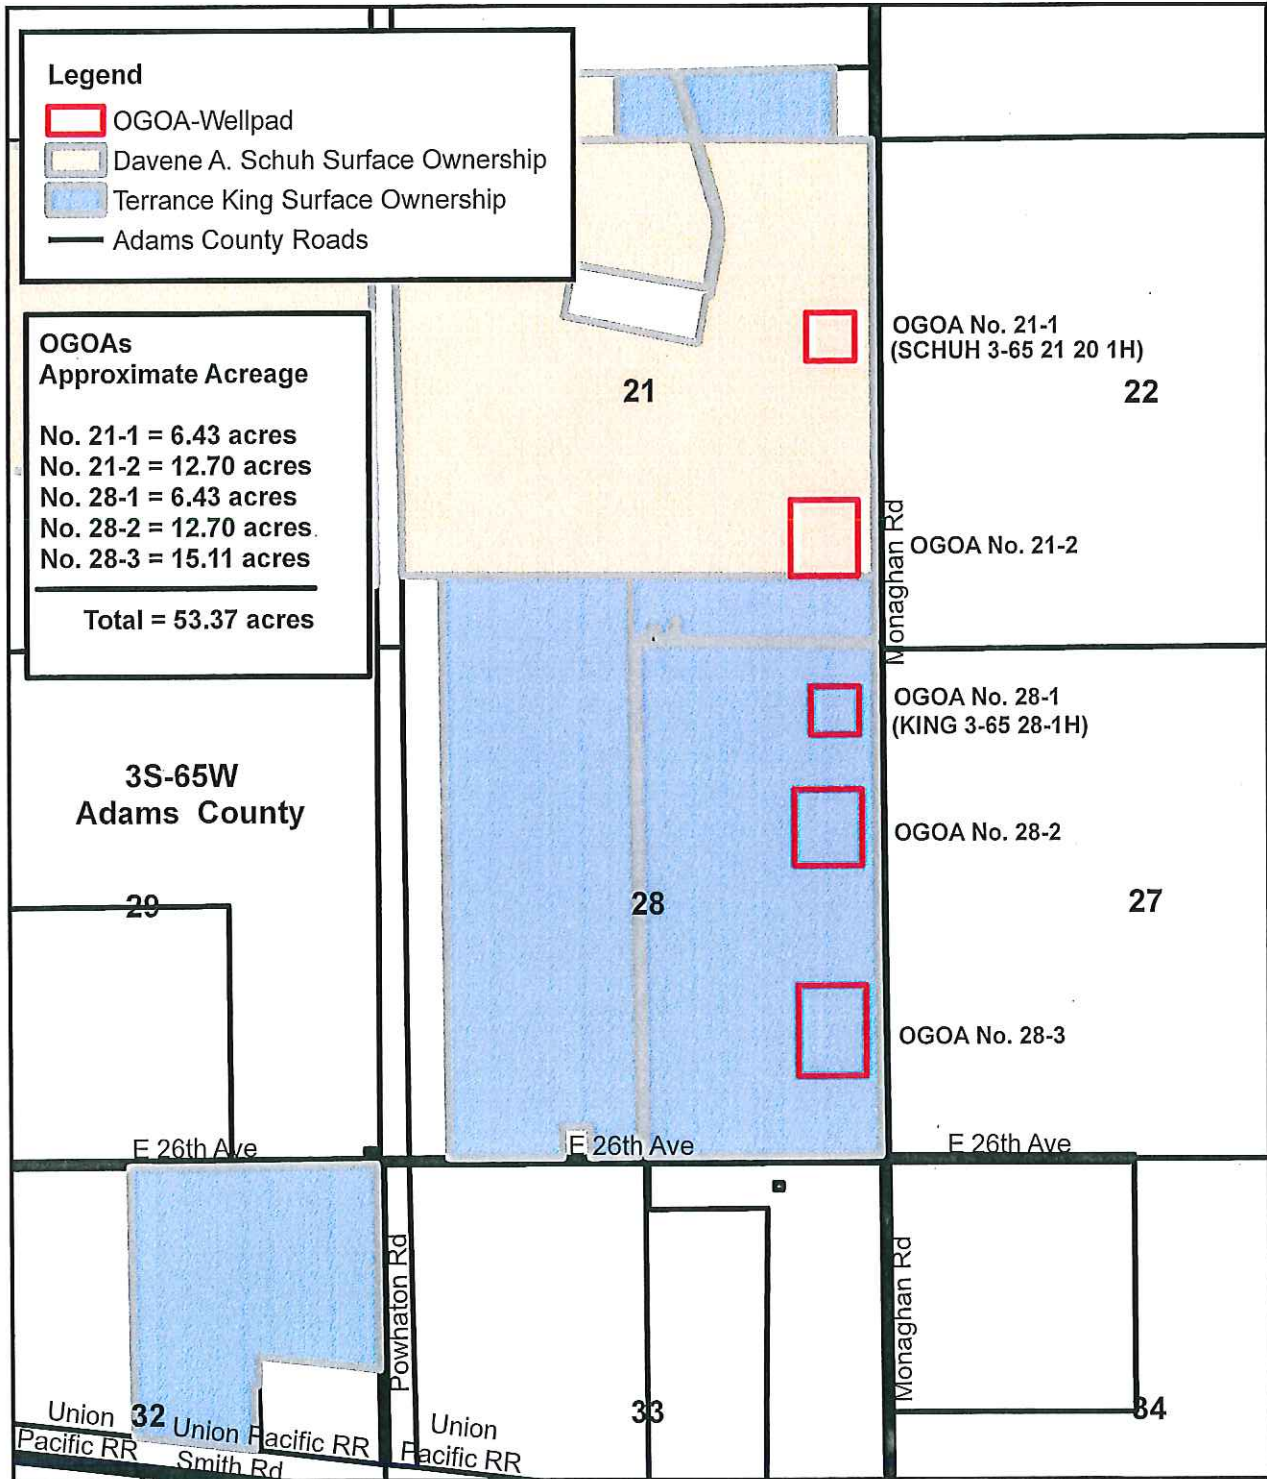 Legend
OGOA-Wellpad
Davene A. Schuh Surface Ownership
Terrance King Surface Ownership
Adams County Roads
OGOAs
Approximate Acreage
No. 21-1 = 6.43 acres
No. 21-2 = 12.70 acres
No. 28-1 = 6.43 acres
No. 28-2 = 12.70 acres
No. 28-3 = 15.11 acres
Total = 53.37 acres
OGOA No. 21-1
(SCHUH 3-65 21 20 1H)
21
22
Monaghan Rd
OGOA No. 21-2
OGOA No. 28-1
(KING 3-65 28-1H)
3S-65W
Adams County
OGOA No. 28-2
29
28
27
OGOA No. 28-3
E 26th Ave
E 26th Ave
E 26th Ave
Powhaton Rd
Monaghan Rd
32
33
34
Union
Pacific RR
Union Pacific RR
Smith Rd
Union
Pacific RR